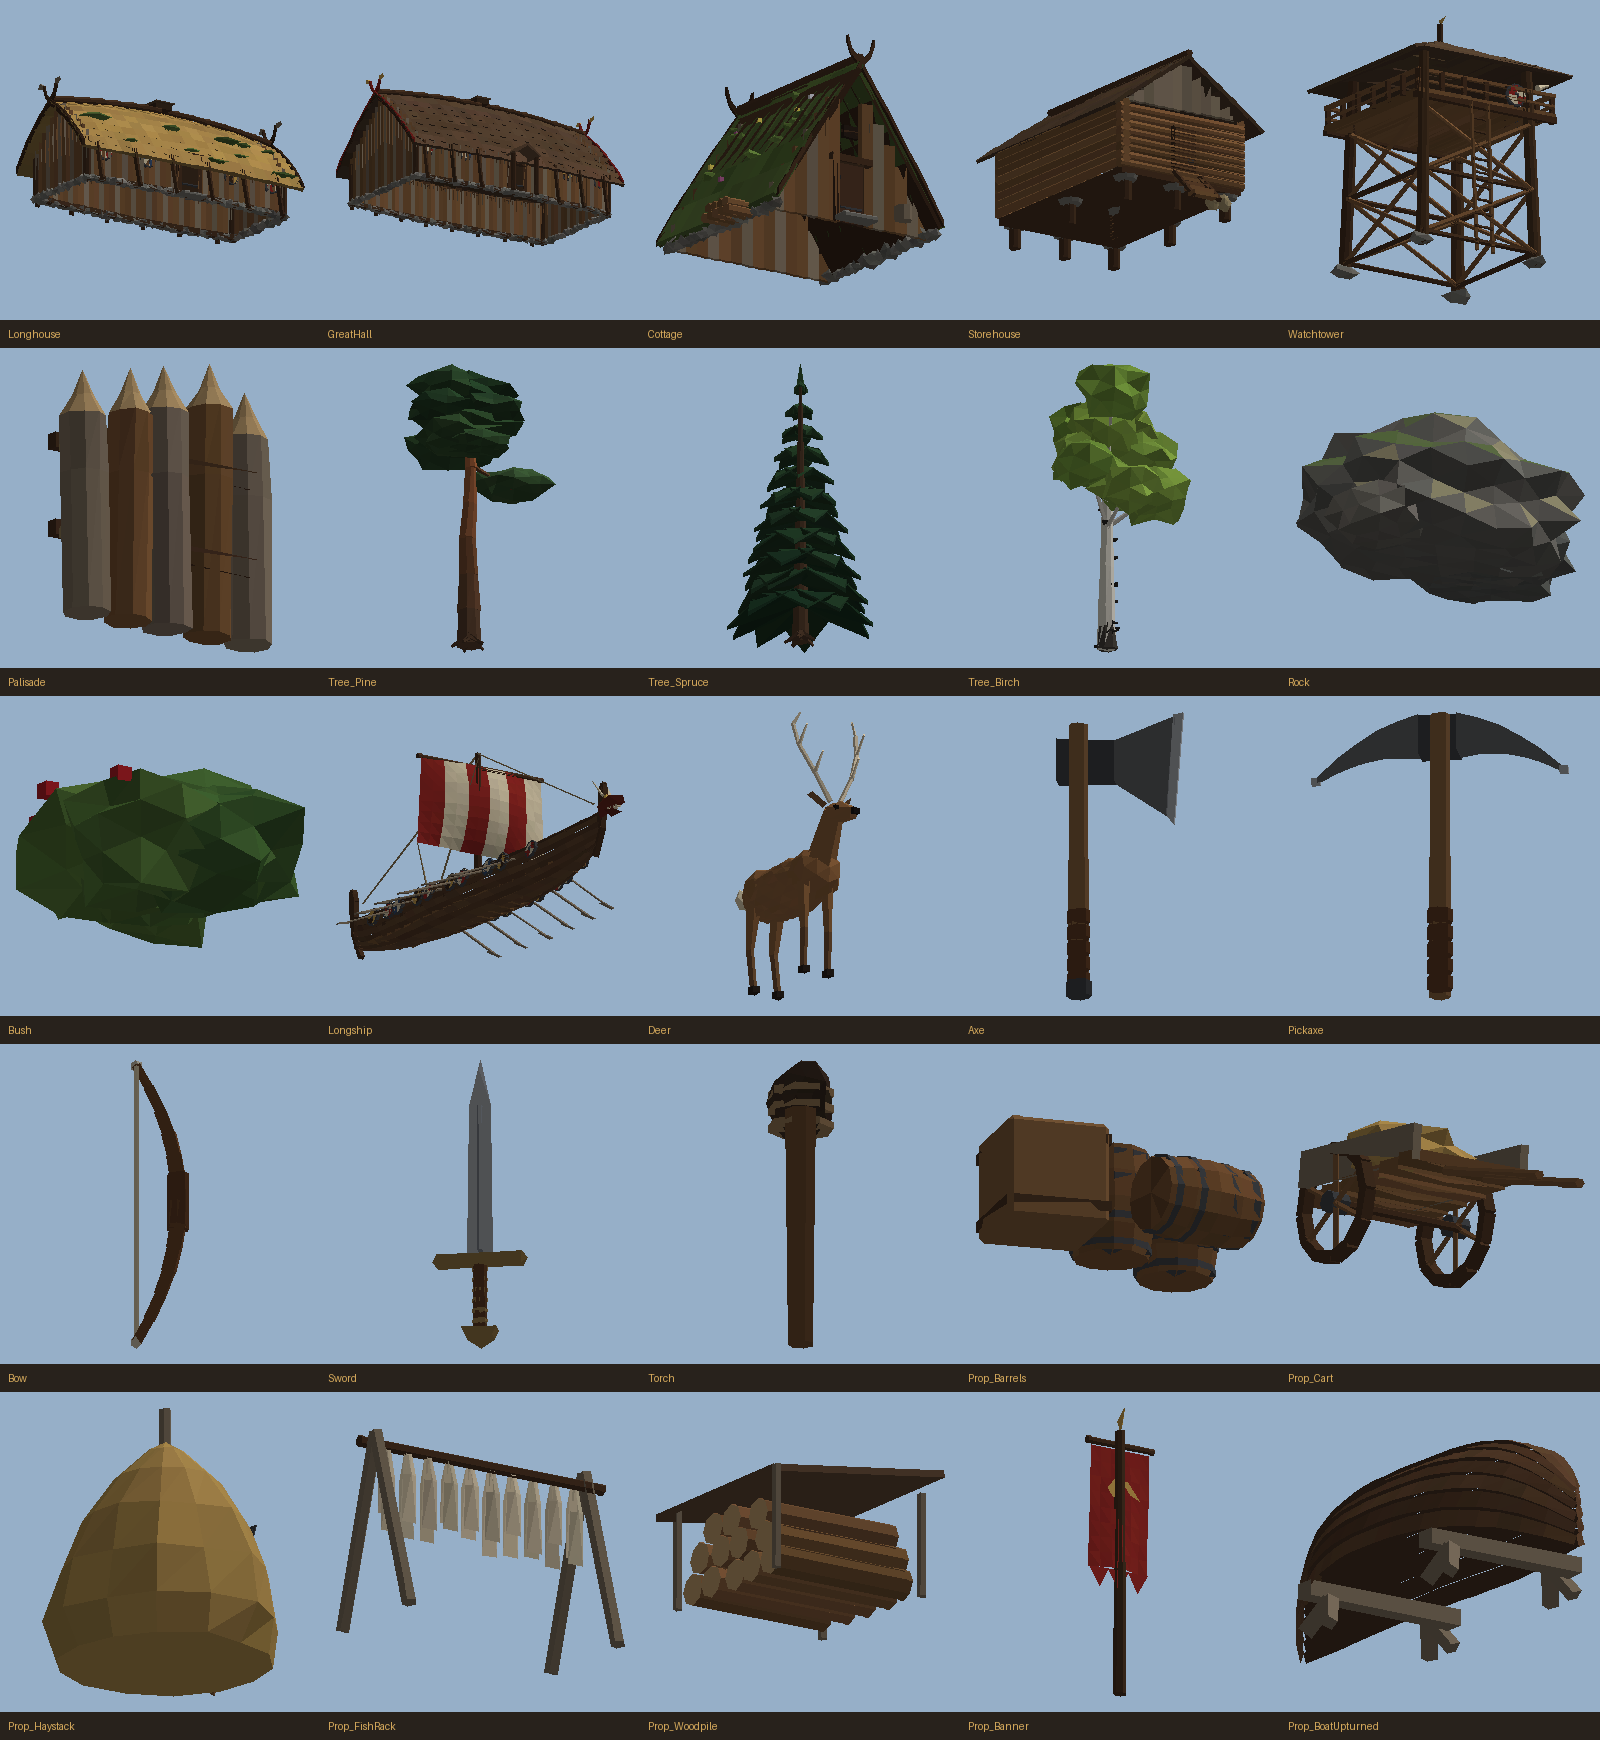 Longhouse
GreatHall
Cottage
Storehouse
Watchtower
Palisade
Tree_Pine
Tree_Spruce
Tree_Birch
Rock
Bush
Longship
Deer
Axe
Pickaxe
Bow
Sword
Torch
Prop_Barrels
Prop_Cart
Prop_Haystack
Prop_FishRack
Prop_Woodpile
Prop_Banner
Prop_BoatUpturned